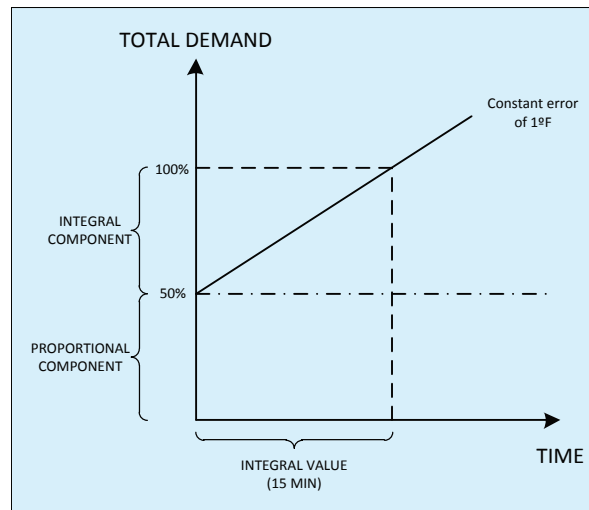 TOTAL DEMAND
Constant error
of 1ºF
100%
INTEGRAL
COMPONENT
50%
PROPORTIONAL
COMPONENT
TIME
INTEGRAL VALUE
(15 MIN)